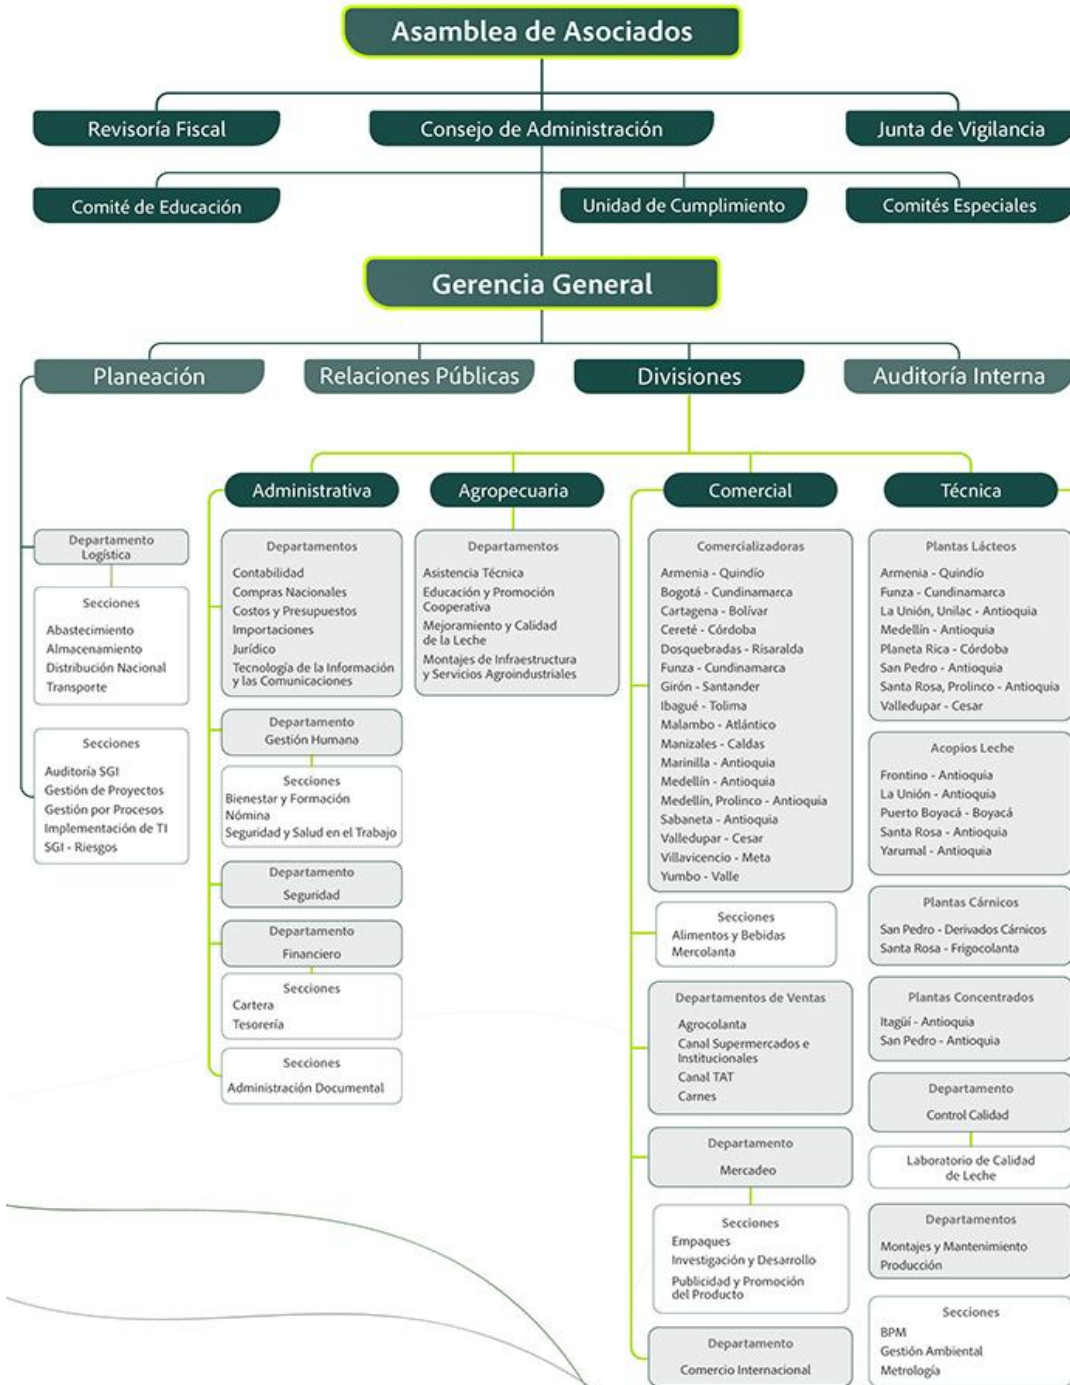 Asamblea de Asociados
Revisoría Fiscal
Consejo de Administración
Junta de Vigilancia
Comité de Educación
Unidad de Cumplimiento
Comités Especiales
Gerencia General
Planeación
Relaciones Públicas
Divisiones
Auditoría Interna
Departamento
Logística
Secciones
Abastecimiento
Almacenamiento
Distribución Nacional
Transporte
Secciones
Auditoría SGI
Gestión de Proyectos
Gestión por Procesos
Implementación de TI
SGI - Riesgos
Administrativa
Departamentos
Contabilidad
Compras Nacionales
Costos y Presupuestos
Importaciones
Jurídico
Tecnología de la Información
y las Comunicaciones
Departamento
Gestión Humana
Secciones
Bienestar y Formación
Nómina
Seguridad y Salud en el Trabajo
Departamento
Seguridad
Departamento
Financiero
Secciones
Cartera
Tesorería
Secciones
Administración Documental
Agropecuaria
Departamentos
Asistencia Técnica
Educación y Promoción
Cooperativa
Mejoramiento y Calidad
de la Leche
Montajes de Infraestructura
y Servicios Agroindustriales
Comercial
Comercializadoras
Armenia - Quindío
Bogotá - Cundinamarca
Cartagena - Bolívar
Cereté - Córdoba
Dosquebradas - Risaralda
Funza - Cundinamarca
Girón - Santander
Ibagué - Tolima
Malambo - Atlántico
Manizales - Caldas
Marinilla - Antioquia
Medellín - Antioquia
Medellín, Prolinco - Antioquia
Sabaneta - Antioquia
Valledupar - Cesar
Villavicencio - Meta
Yumbo - Valle
Secciones
Alimentos y Bebidas
Mercolanta
Departamentos de Ventas
Agrocolanta
Canal Supermercados e
Institucionales
Canal TAT
Carnes
Departamento
Mercadeo
Secciones
Empaques
Investigación y Desarrollo
Publicidad y Promoción
del Producto
Departamento
Comercio Internacional
Técnica
Plantas Lácteos
Armenia - Quindío
Funza - Cundinamarca
La Unión, Unilac - Antioquia
Medellín - Antioquia
Planeta Rica - Córdoba
San Pedro - Antioquia
Santa Rosa, Prolinco - Antioquia
Valledupar - Cesar
Acopios Leche
Frontino - Antioquia
La Unión - Antioquia
Puerto Boyacá - Boyacá
Santa Rosa - Antioquia
Yarumal - Antioquia
Plantas Cárnicos
San Pedro - Derivados Cárnicos
Santa Rosa - Frigocolanta
Plantas Concentrados
Itagüí - Antioquia
San Pedro - Antioquia
Departamento
Control Calidad
Laboratorio de Calidad
de Leche
Departamentos
Montajes y Mantenimiento
Producción
Secciones
BPM
Gestión Ambiental
Metrología